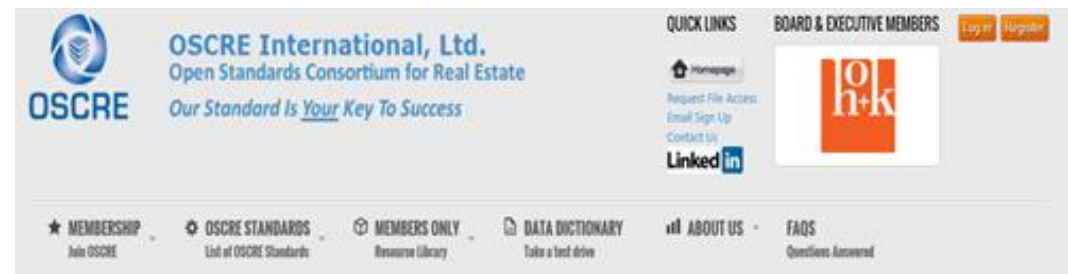 OSCRE
OSCRE International, Ltd.
Open Standards Consortium for Real Estate
Our Standard Is Your Key To Success
QUICK LINKS
Homepage
Request File Access
Email Sign Up
Contact Us
Linked in
BOARD & EXECUTIVE MEMBERS
h+k
Log in
Register
MEMBERSHIP
Join OSCRE
OSCRE STANDARDS
List of OSCRE Standards
MEMBERS ONLY
Resource Library
DATA DICTIONARY
Take a test drive
ABOUT US
FAQS
Questions Answered